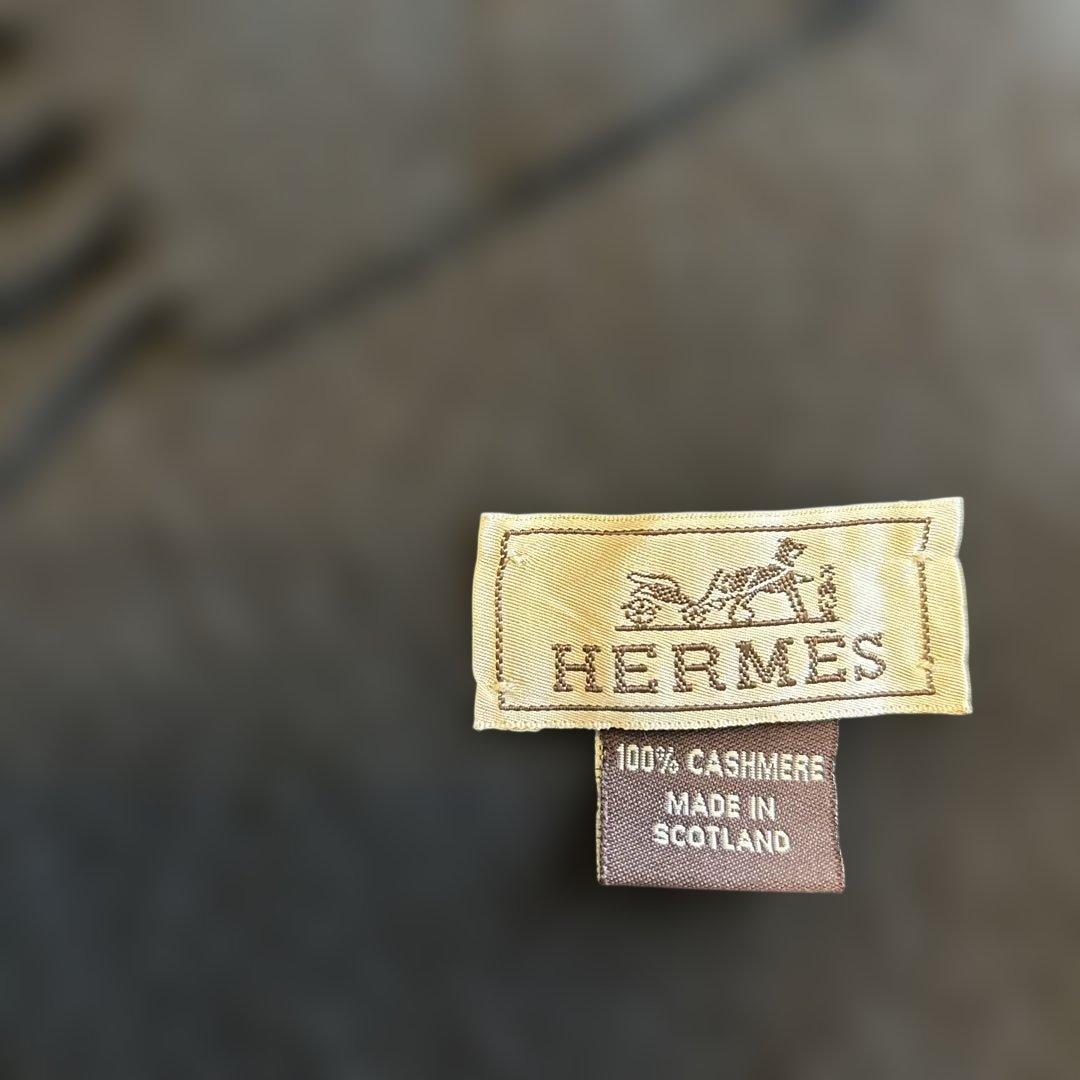 HERMÈS
100% CASHMERE
MADE IN
SCOTLAND